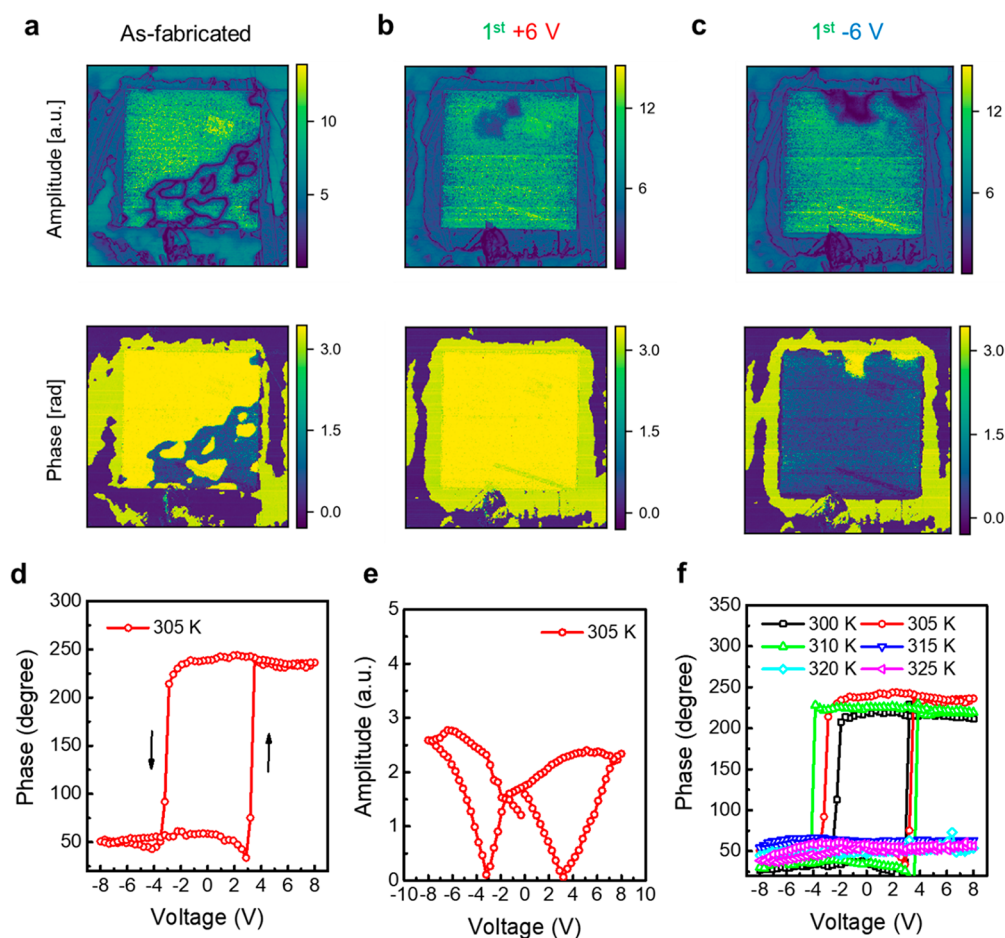 a
As-fabricated
b
1st +6 V
c
1st -6 V
Amplitude [a.u.]
10
5
12
6
12
6
Phase [rad]
3.0
1.5
0.0
3.0
1.5
0.0
3.0
1.5
0.0
d
300
250
200
150
100
50
305 K
-8 -6 -4 -2 0 2 4 6 8
Phase (degree)
Voltage (V)
e
5
4
3
2
1
0
305 K
-10 -8 -6 -4 -2 0 2 4 6 8 10
Amplitude (a.u.)
Voltage (V)
f
350
300
250
200
150
100
50
300 K 305 K
310 K 315 K
320 K 325 K
-8 -6 -4 -2 0 2 4 6 8
Phase (degree)
Voltage (V)